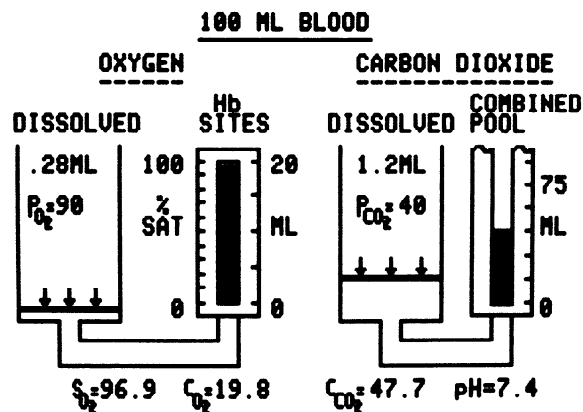 100 ML BLOOD
OXYGEN CARBON DIOXIDE
DISSOLVED Hb SITES DISSOLVED COMBINED POOL
.28ML 100 20 1.2ML 75
PO2=90 % SAT ML PCO2=40 ML
0 0 0
SO2=96.9 CO2=19.8 CCO2=47.7 pH=7.4